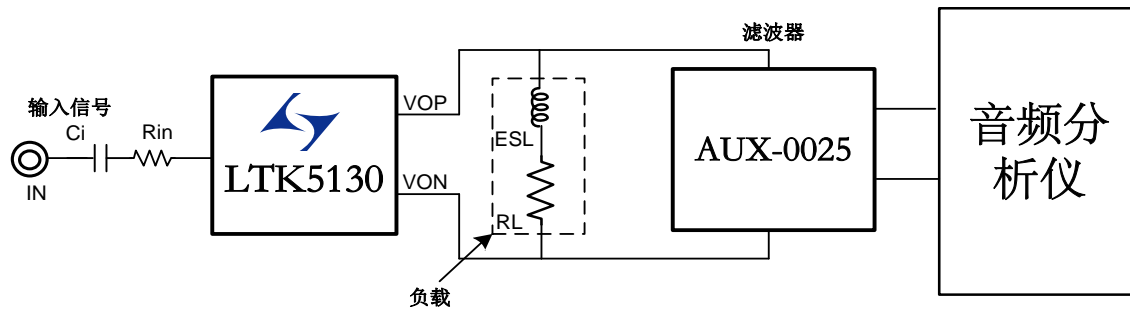 输入信号
Ci
Rin
IN
LTK5130
VOP
VON
ESL
RL
负载
滤波器
AUX-0025
音频分
析仪